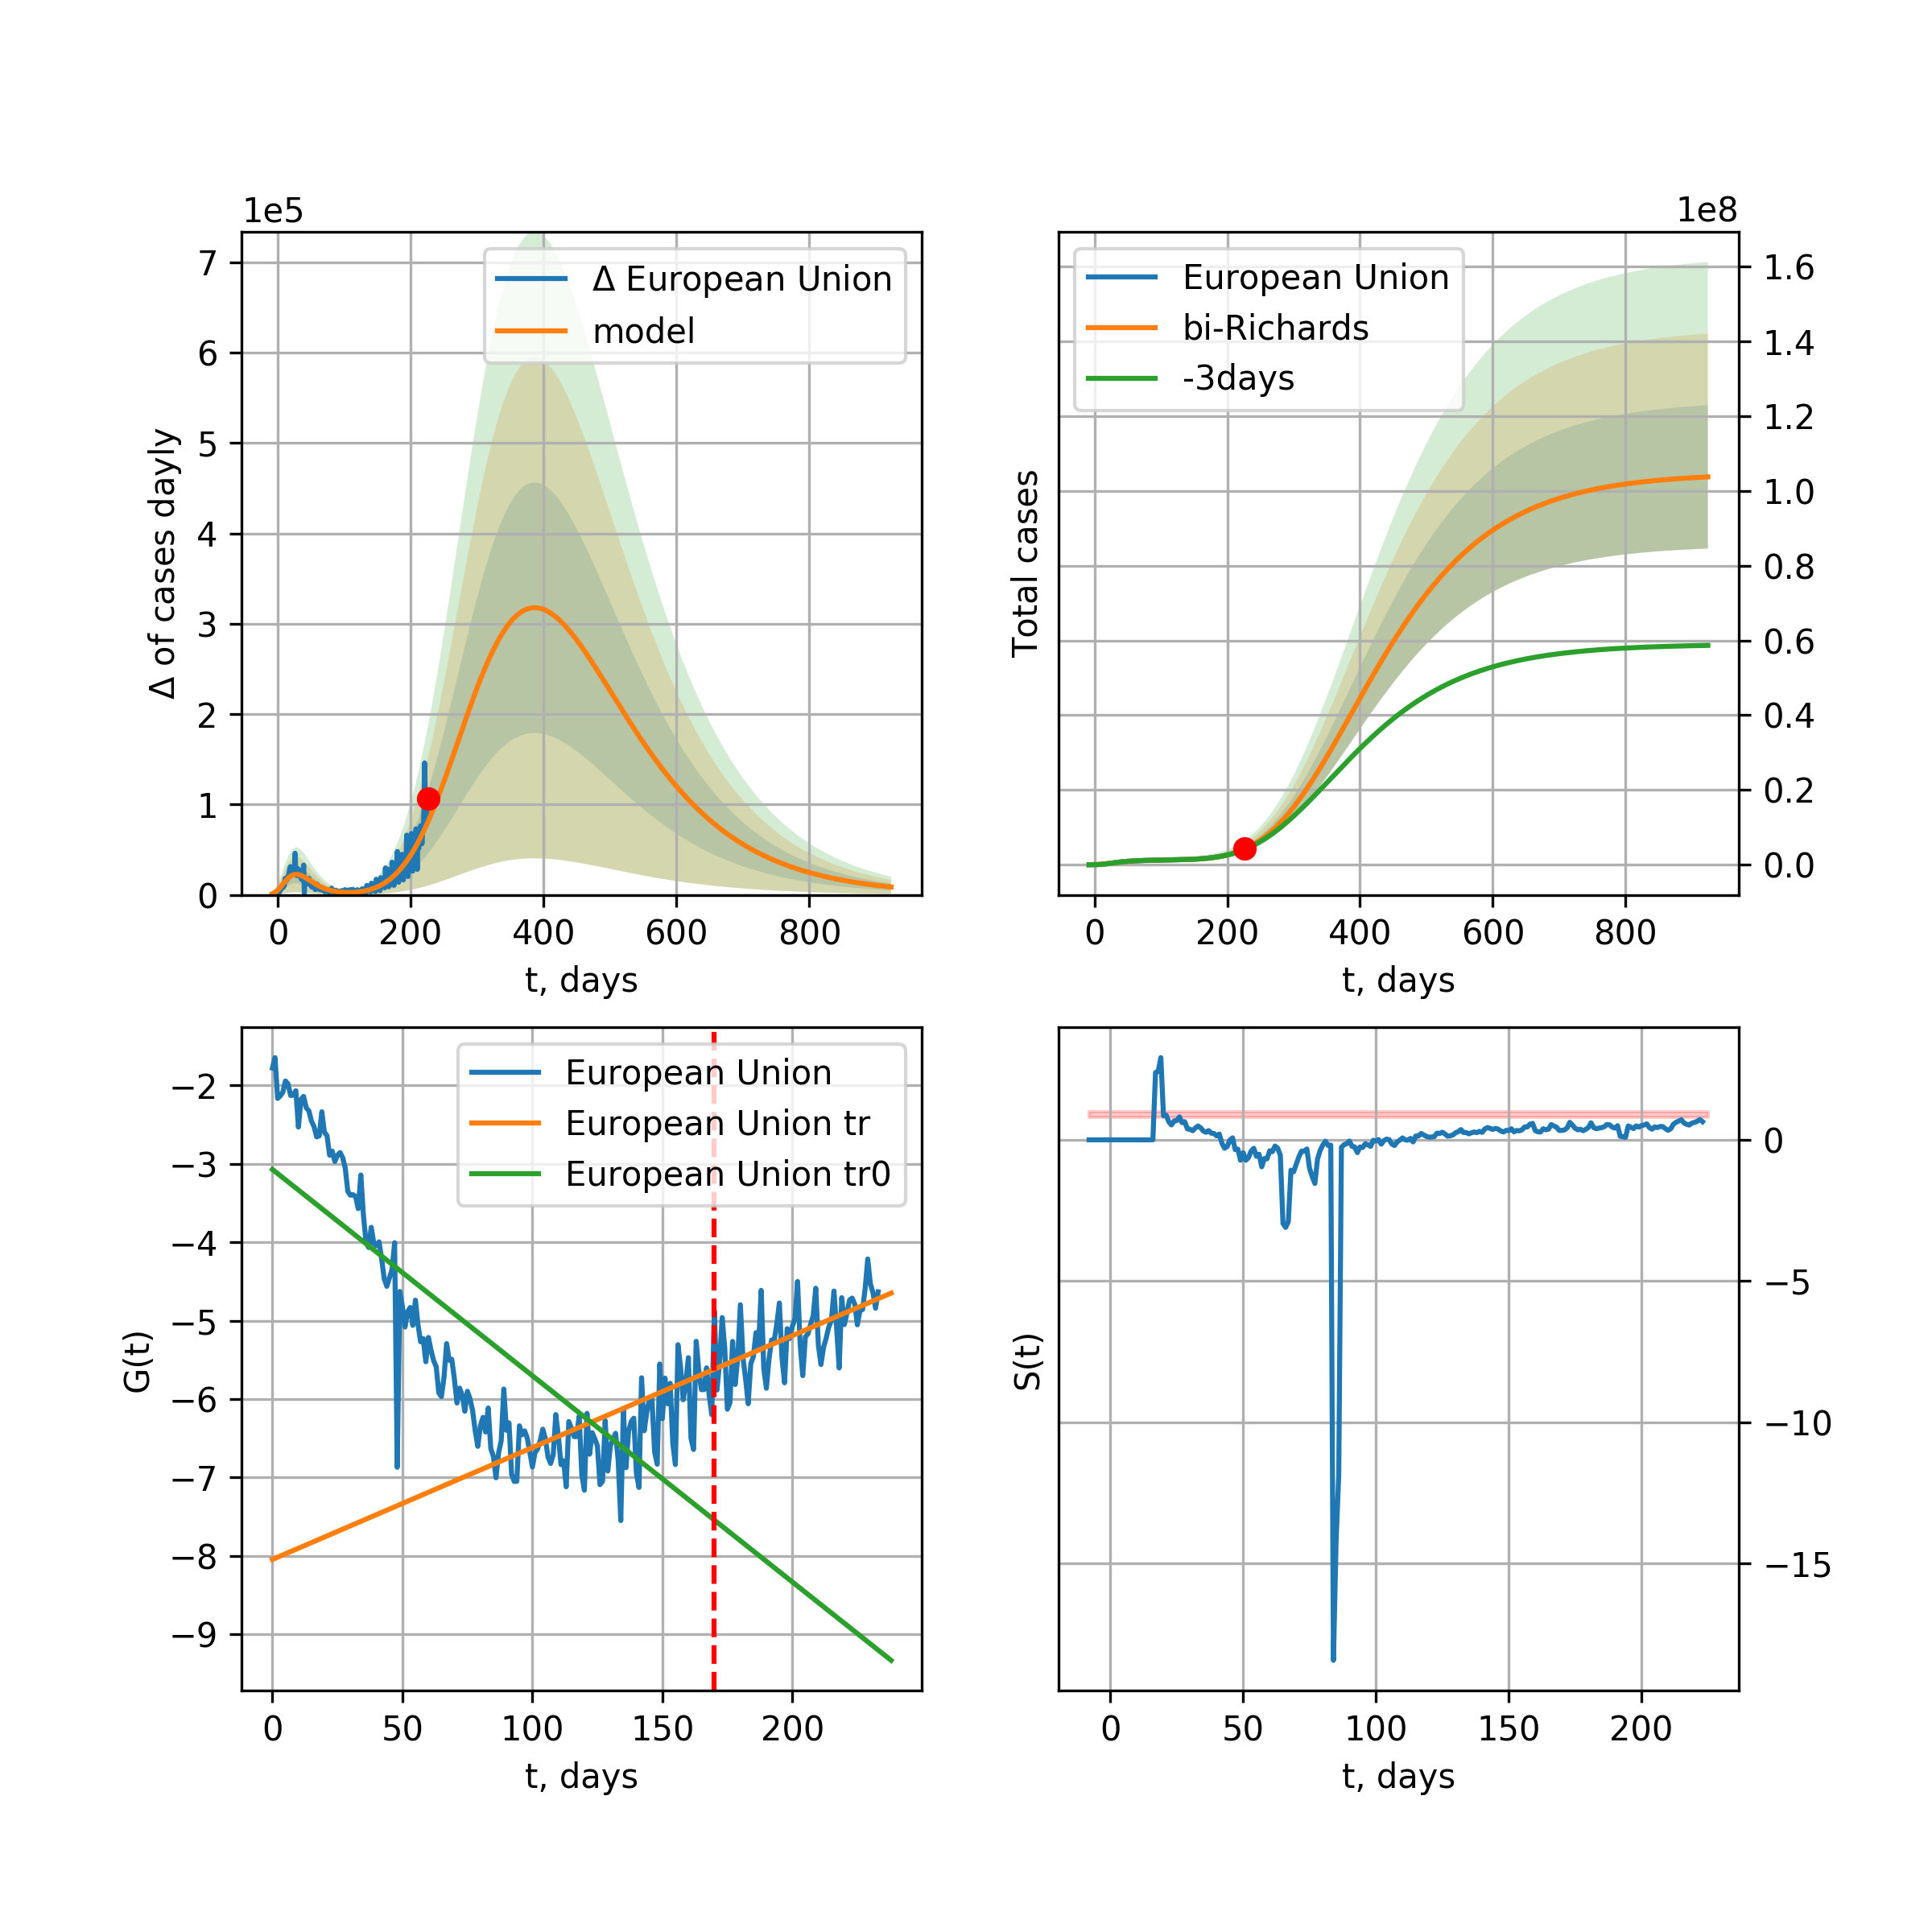 1e5
7
6
5
4
3
2
1
0
Δ of cases dayly
Δ European Union
model
0 200 400 600 800
t, days
1e8
1.6
1.4
1.2
1.0
0.8
0.6
0.4
0.2
0.0
Total cases
European Union
bi-Richards
-3days
0 200 400 600 800
t, days
−2
−3
−4
−5
−6
−7
−8
−9
G(t)
European Union
European Union tr
European Union tr0
0 50 100 150 200
t, days
0
−5
−10
−15
S(t)
0 50 100 150 200
t, days